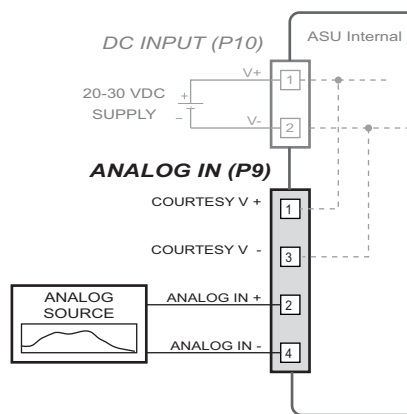 DC INPUT (P10)
ASU Internal
V+
1
20-30 VDC
SUPPLY
+
–
V-
2
ANALOG IN (P9)
COURTESY V +
1
COURTESY V -
3
ANALOG
SOURCE
ANALOG IN +
2
ANALOG IN -
4